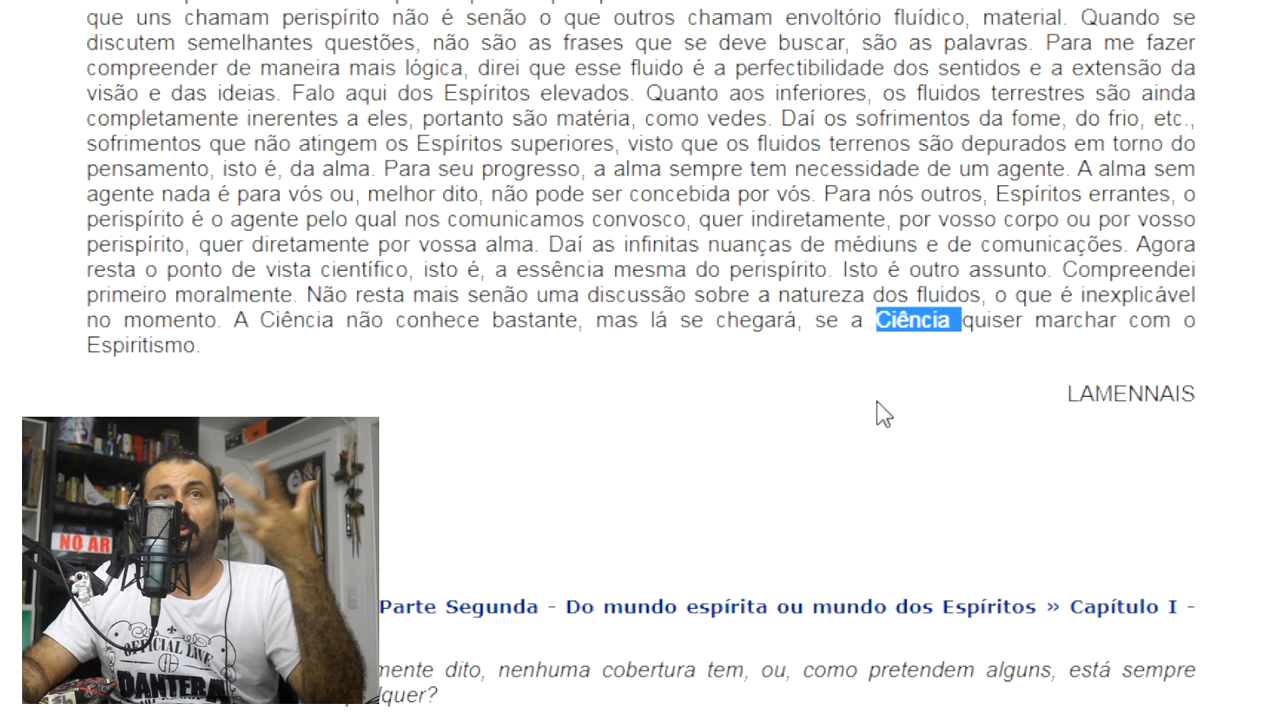 que uns chamam perispírito não é senão o que outros chamam envoltório fluídico, material. Quando se
discutem semelhantes questões, não são as frases que se deve buscar, são as palavras. Para me fazer
compreender de maneira mais lógica, direi que esse fluido é a perfectibilidade dos sentidos e a extensão da
visão e das ideias. Falo aqui dos Espíritos elevados. Quanto aos inferiores, os fluidos terrestres são ainda
completamente inerentes a eles, portanto são matéria, como vedes. Daí os sofrimentos da fome, do frio, etc.,
sofrimentos que não atingem os Espíritos superiores, visto que os fluidos terrenos são depurados em torno do
pensamento, isto é, da alma. Para seu progresso, a alma sempre tem necessidade de um agente. A alma sem
agente nada é para vós ou, melhor dito, não pode ser concebida por vós. Para nós outros, Espíritos errantes, o
perispírito é o agente pelo qual nos comunicamos convosco, quer indiretamente, por vosso corpo ou por vosso
perispírito, quer diretamente por vossa alma. Daí as infinitas nuanças de médiuns e de comunicações. Agora
resta o ponto de vista científico, isto é, a essência mesma do perispírito. Isto é outro assunto. Compreendei
primeiro moralmente. Não resta mais senão uma discussão sobre a natureza dos fluidos, o que é inexplicável
no momento. A Ciência não conhece bastante, mas lá se chegará, se a Ciência quiser marchar com o
Espiritismo.
LAMENNAIS
NO AR
Parte Segunda - Do mundo espírita ou mundo dos Espíritos » Capítulo I -
mente dito, nenhuma cobertura tem, ou, como pretendem alguns, está sempre
lquer?
OFFICIAL LIVE
PANTERA